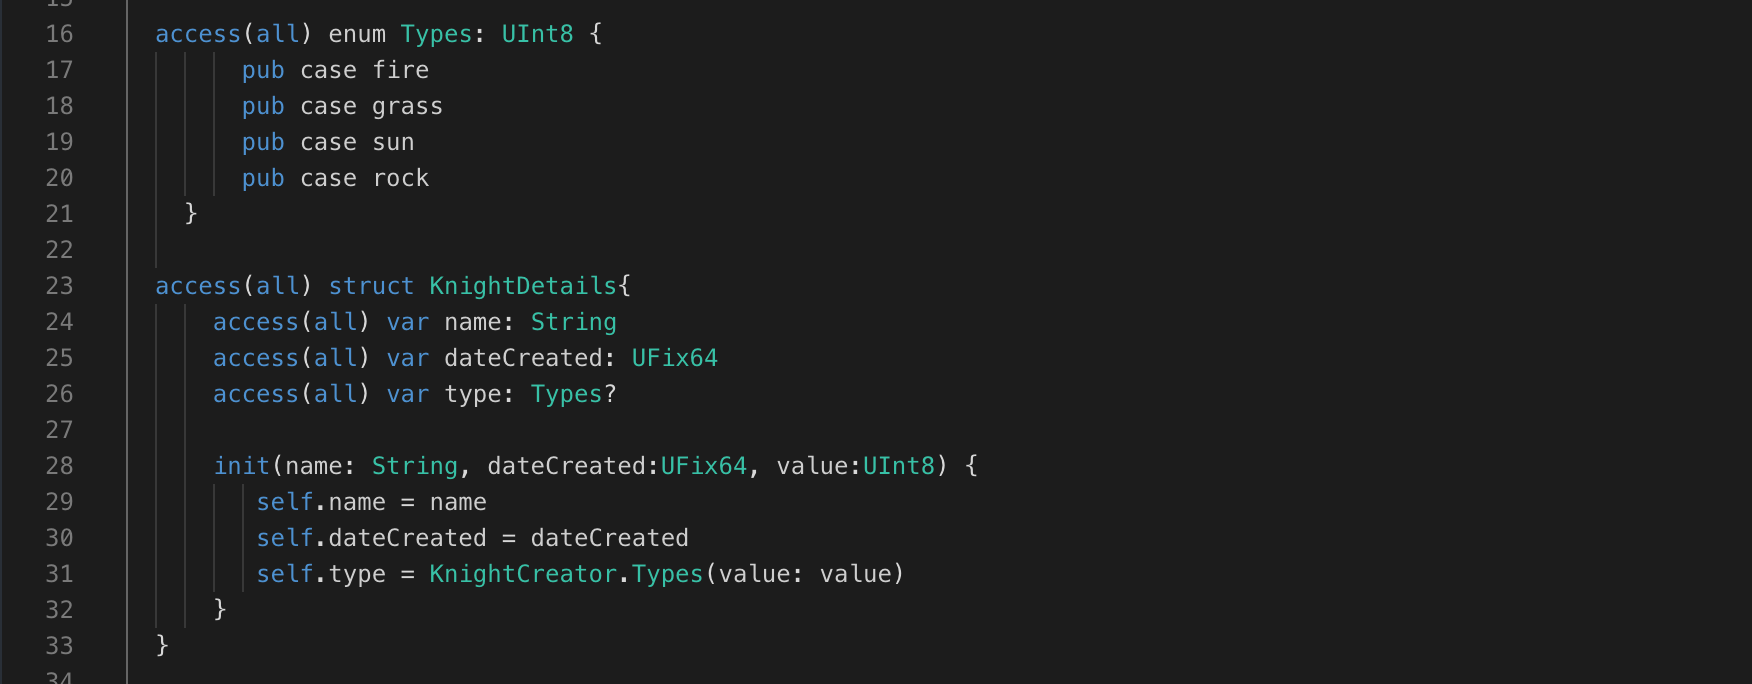 15
16 access(all) enum Types: UInt8 {
17 pub case fire
18 pub case grass
19 pub case sun
20 pub case rock
21 }
22
23 access(all) struct KnightDetails{
24 access(all) var name: String
25 access(all) var dateCreated: UFix64
26 access(all) var type: Types?
27
28 init(name: String, dateCreated:UFix64, value:UInt8) {
29 self.name = name
30 self.dateCreated = dateCreated
31 self.type = KnightCreator.Types(value: value)
32 }
33 }
34